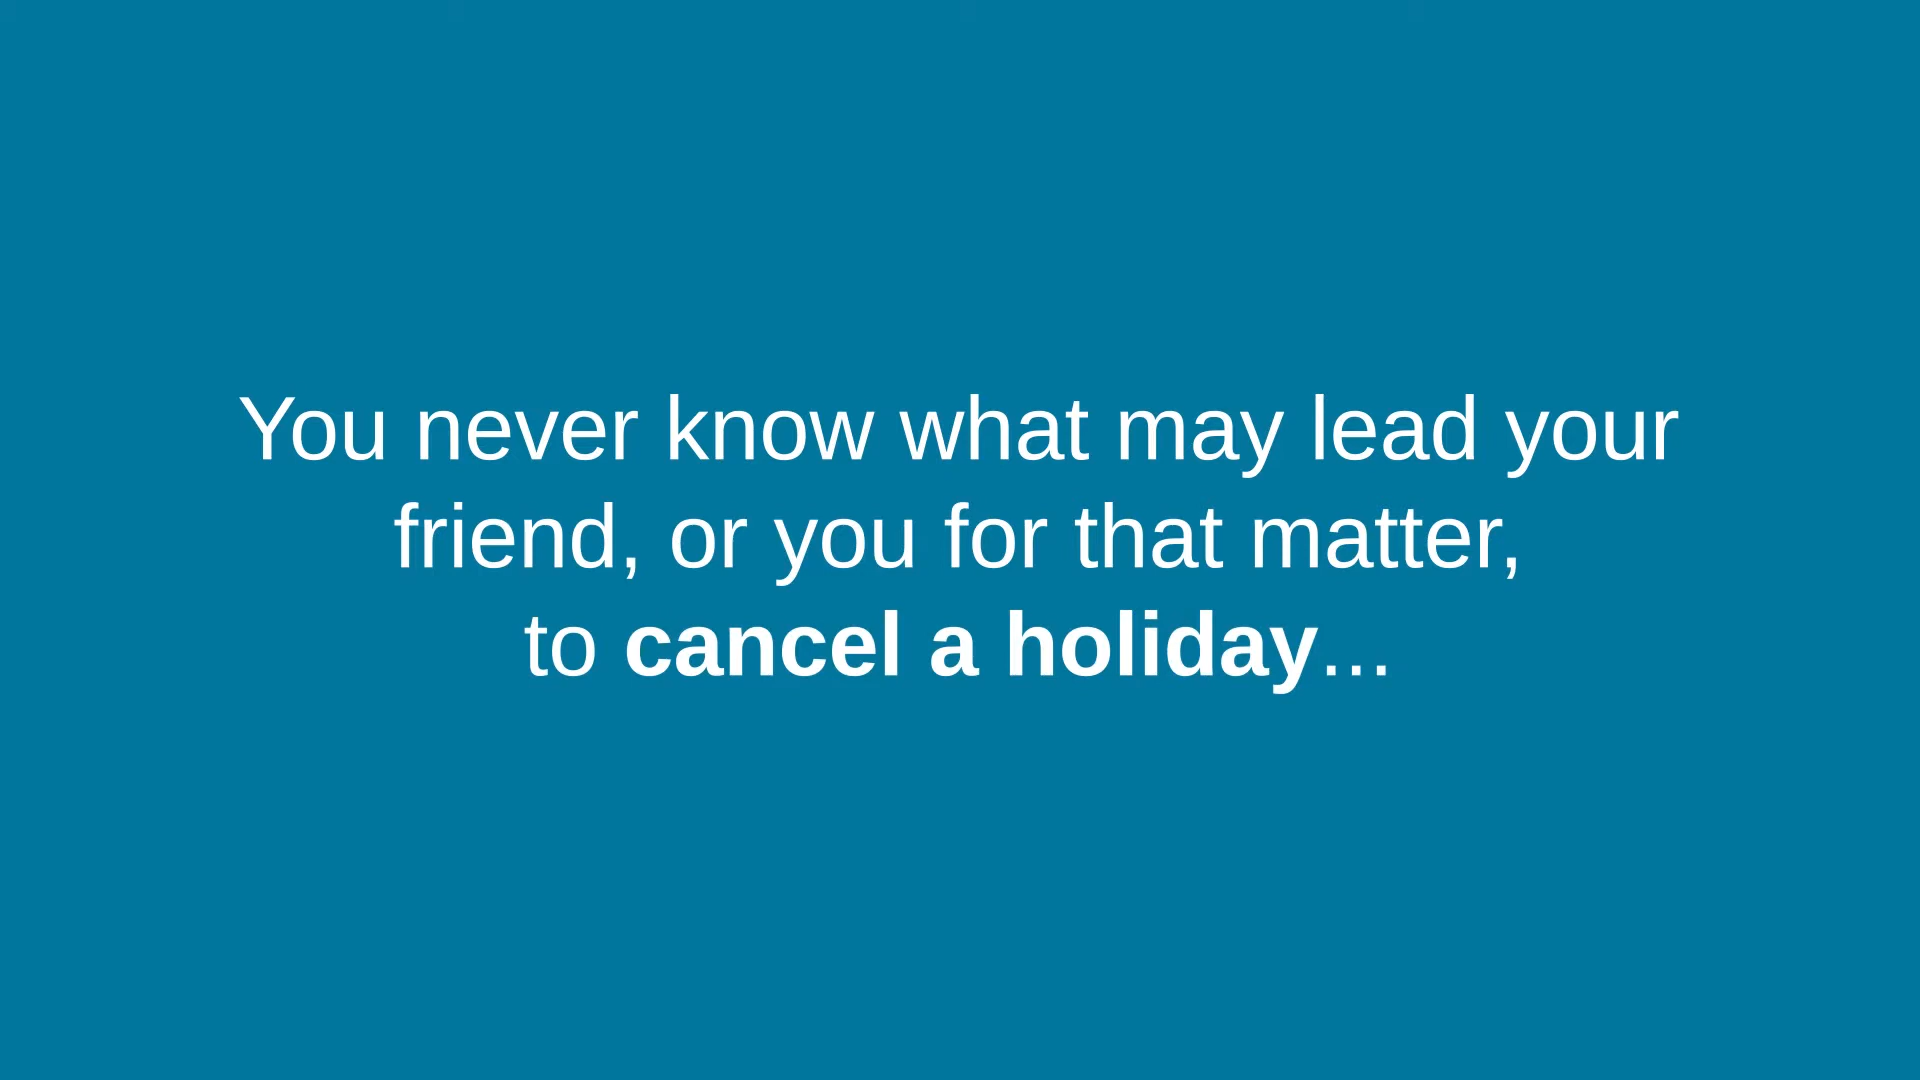 You never know what may lead your
friend, or you for that matter,
to cancel a holiday...